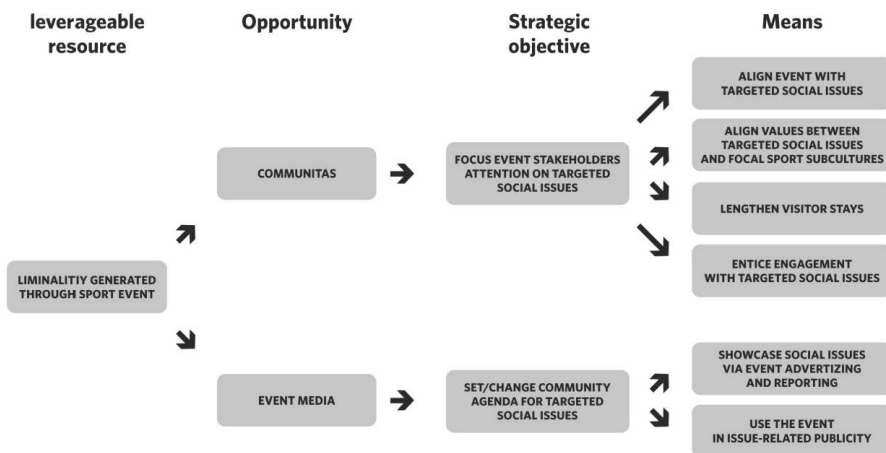 leverageable
resource
Opportunity
Strategic
objective
Means
LIMINALITIY GENERATED
THROUGH SPORT EVENT
COMMUNITAS
FOCUS EVENT STAKEHOLDERS
ATTENTION ON TARGETED
SOCIAL ISSUES
ALIGN EVENT WITH
TARGETED SOCIAL ISSUES
ALIGN VALUES BETWEEN
TARGETED SOCIAL ISSUES
AND FOCAL SPORT SUBCULTURES
LENGTHEN VISITOR STAYS
ENTICE ENGAGEMENT
WITH TARGETED SOCIAL ISSUES
EVENT MEDIA
SET/CHANGE COMMUNITY
AGENDA FOR TARGETED
SOCIAL ISSUES
SHOWCASE SOCIAL ISSUES
VIA EVENT ADVERTIZING
AND REPORTING
USE THE EVENT
IN ISSUE-RELATED PUBLICITY